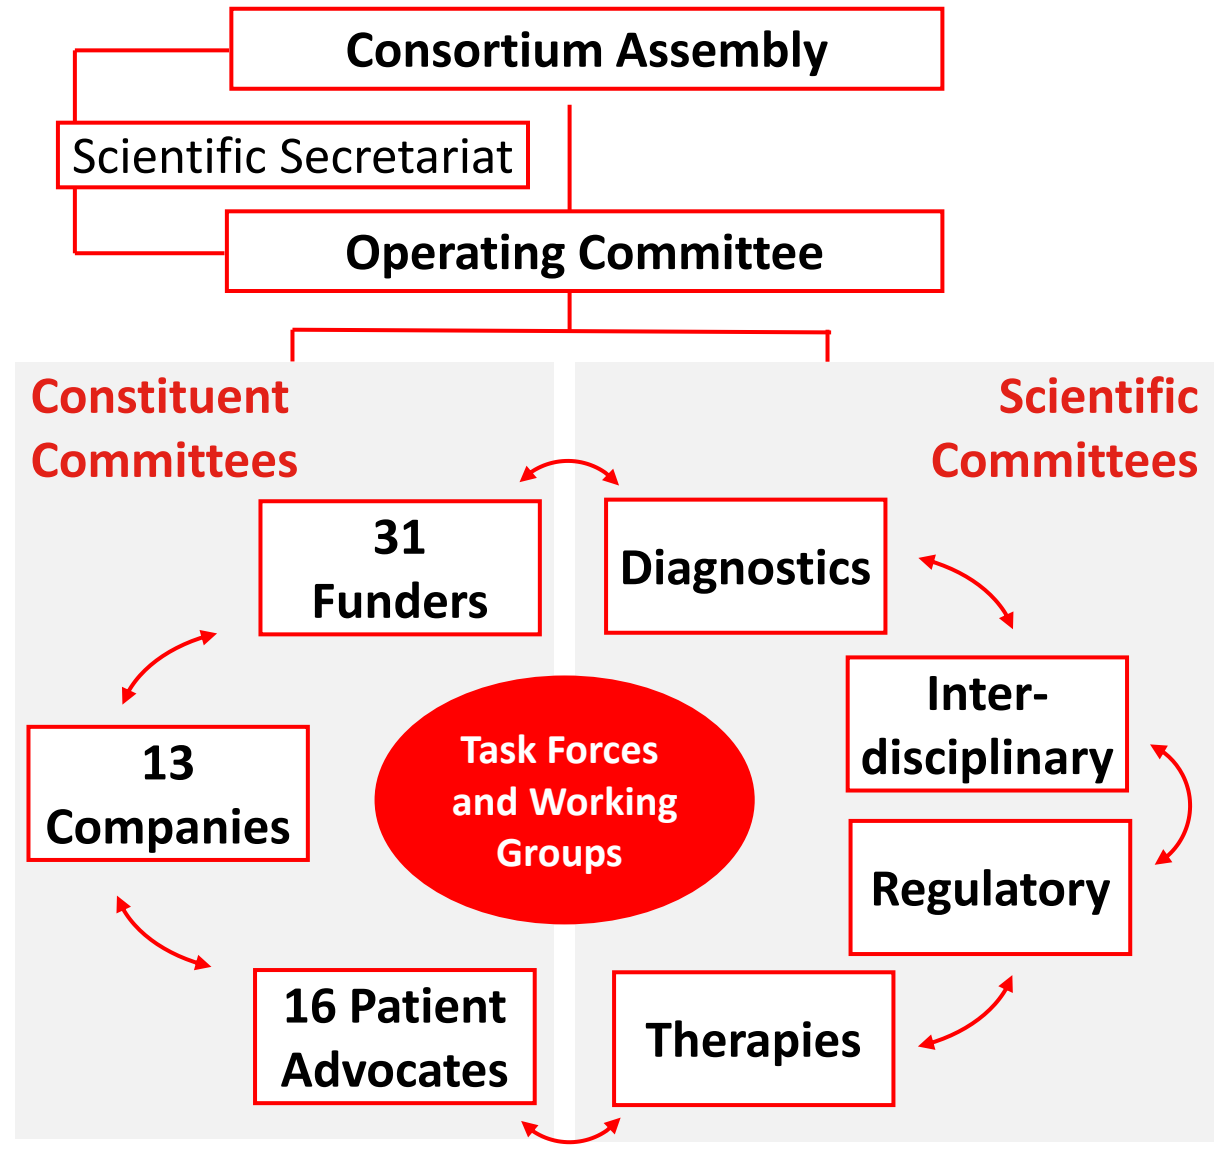 Consortium Assembly
Scientific Secretariat
Operating Committee
Constituent
Committees
Scientific
Committees
31
Funders
Diagnostics
Inter-
disciplinary
13
Companies
Task Forces
and Working
Groups
Regulatory
16 Patient
Advocates
Therapies